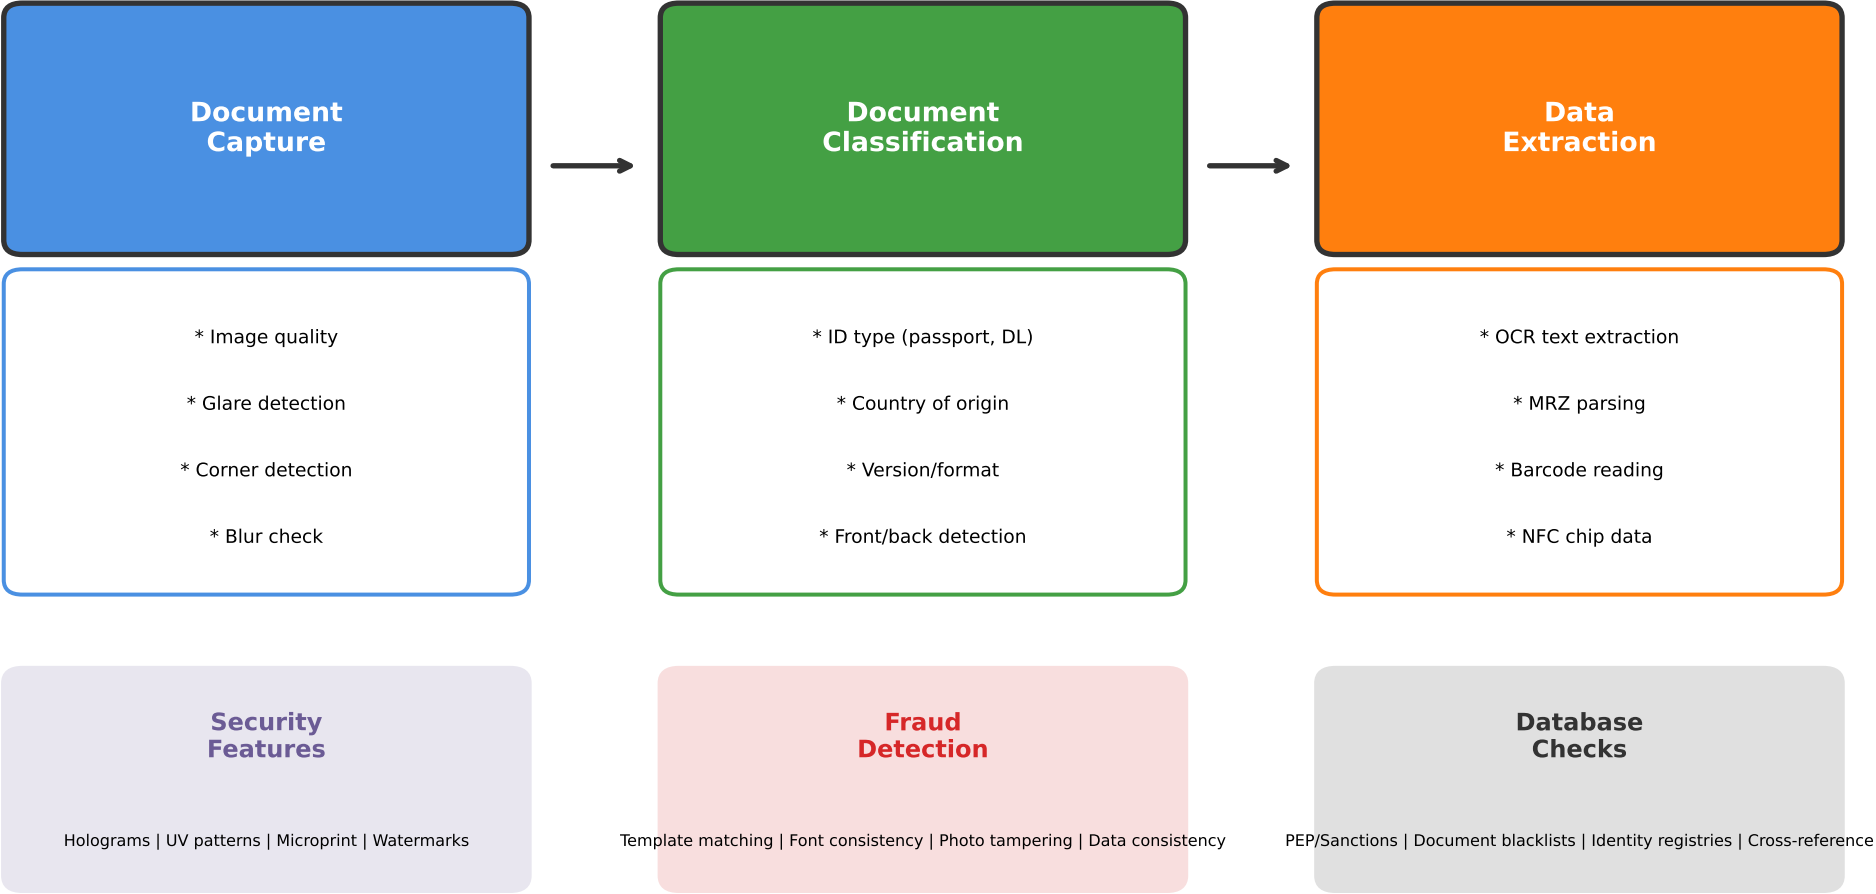 Document
Capture
Document
Classification
Data
Extraction
* Image quality
* Glare detection
* Corner detection
* Blur check
* ID type (passport, DL)
* Country of origin
* Version/format
* Front/back detection
* OCR text extraction
* MRZ parsing
* Barcode reading
* NFC chip data
Security
Features
Holograms | UV patterns | Microprint | Watermarks
Fraud
Detection
Template matching | Font consistency | Photo tampering | Data consistency
Database
Checks
PEP/Sanctions | Document blacklists | Identity registries | Cross-reference